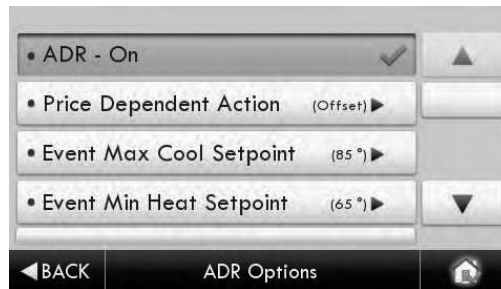 • ADR - On
• Price Dependent Action (Offset)▶
• Event Max Cool Setpoint (85 °)▶
• Event Min Heat Setpoint (65 °)▶
◀BACK ADR Options